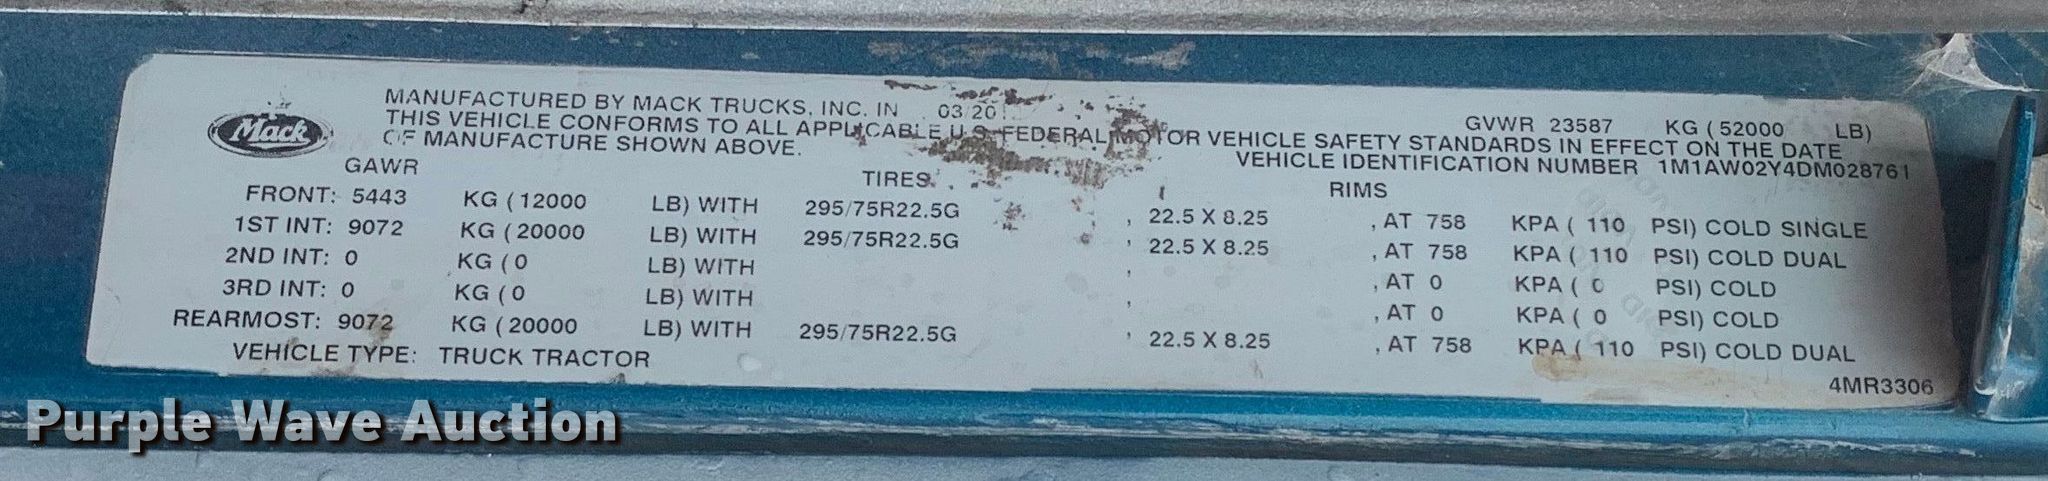 Mack
MANUFACTURED BY MACK TRUCKS, INC. IN 03/20 GVWR 23587 KG (52000 LB)
THIS VEHICLE CONFORMS TO ALL APPLICABLE U.S. FEDERAL MOTOR VEHICLE SAFETY STANDARDS IN EFFECT ON THE DATE
OF MANUFACTURE SHOWN ABOVE. VEHICLE IDENTIFICATION NUMBER 1M1AW02Y4DM028761
GAWR TIRES RIMS
FRONT: 5443 KG (12000 LB) WITH 295/75R22.5G , 22.5 X 8.25 , AT 758 KPA ( 110 PSI) COLD SINGLE
1ST INT: 9072 KG (20000 LB) WITH 295/75R22.5G , 22.5 X 8.25 , AT 758 KPA ( 110 PSI) COLD DUAL
2ND INT: 0 KG (0 LB) WITH , , AT 0 KPA ( 0 PSI) COLD
3RD INT: 0 KG (0 LB) WITH , , AT 0 KPA ( 0 PSI) COLD
REARMOST: 9072 KG (20000 LB) WITH 295/75R22.5G , 22.5 X 8.25 , AT 758 KPA ( 110 PSI) COLD DUAL
VEHICLE TYPE: TRUCK TRACTOR
4MR3306
Purple Wave Auction